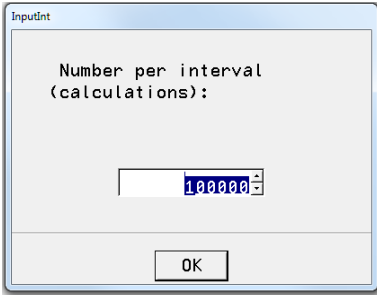 InputInt
Number per interval
(calculations):
100000
OK